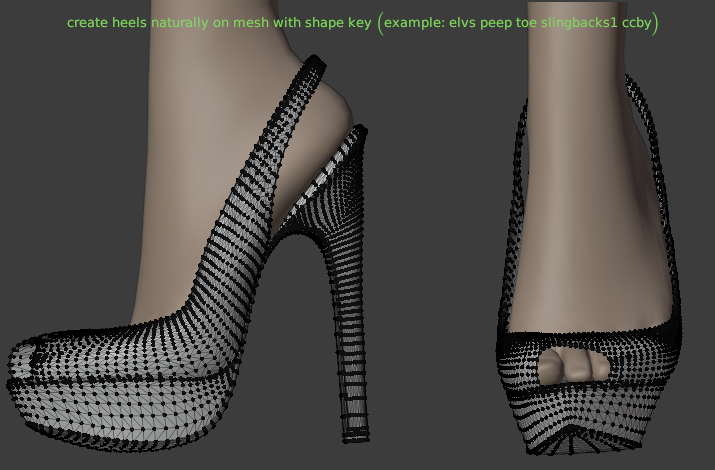 create heels naturally on mesh with shape key (example: elvs peep toe slingbacks1 ccby)